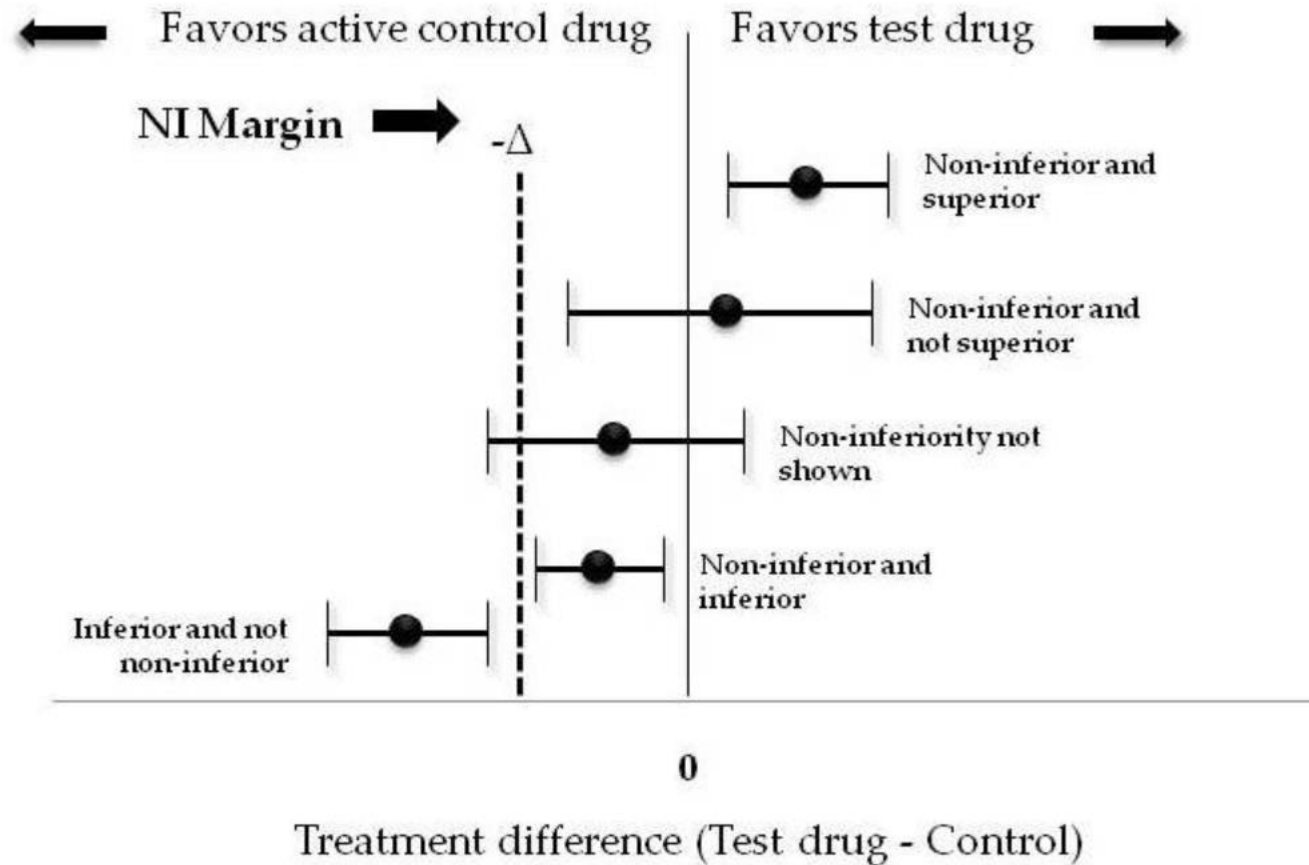 Favors active control drug
Favors test drug
NI Margin
-Δ
Non-inferior and
superior
Non-inferior and
not superior
Non-inferiority not
shown
Non-inferior and
inferior
Inferior and not
non-inferior
0
Treatment difference (Test drug - Control)